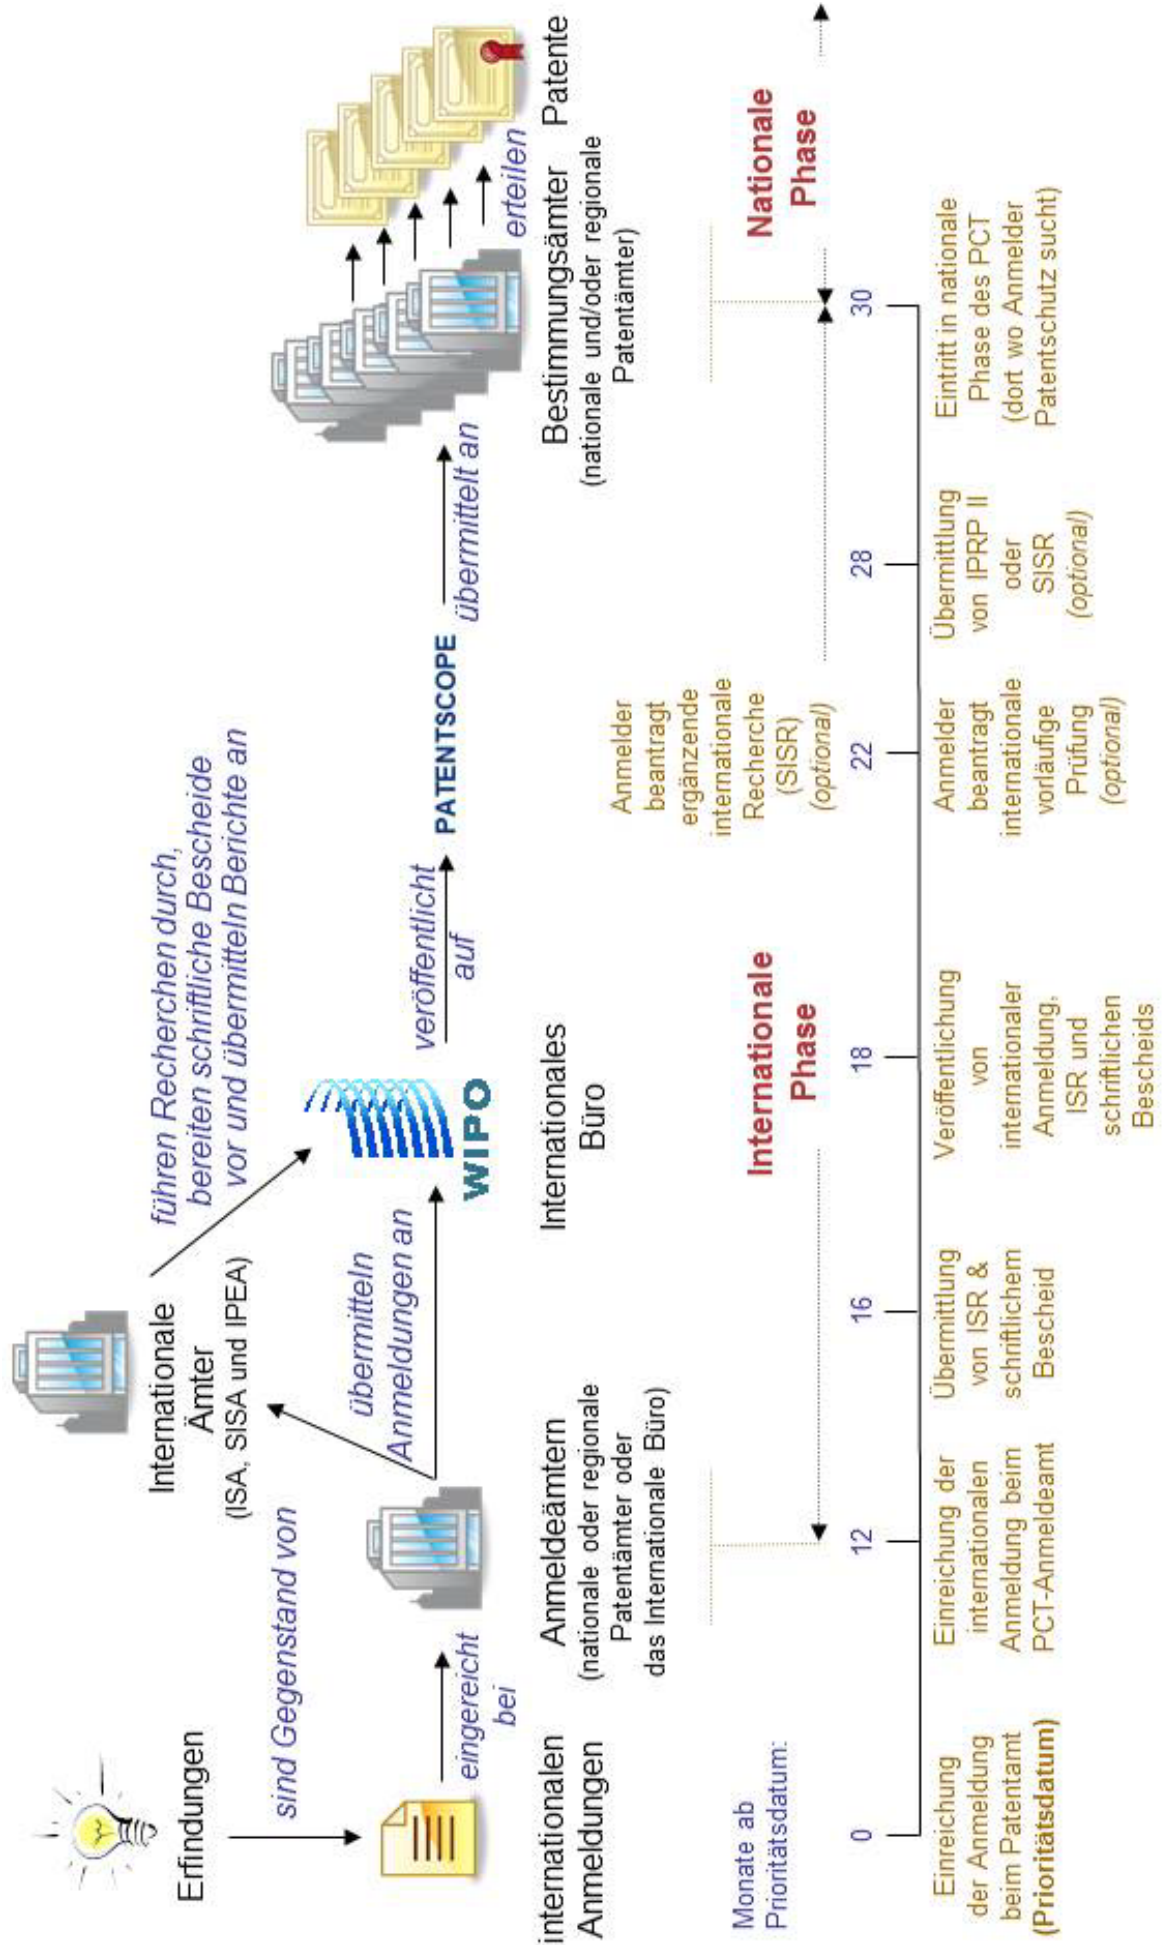 Erfindungen
sind Gegenstand von
internationalen
Anmeldungen
eingereicht
bei
Anmeldeämtern
(nationale oder regionale
Patentämter oder
das Internationale Büro)
Internationale
Ämter
(ISA, SISA und IPEA)
führen Recherchen durch,
bereiten schriftliche Bescheide
vor und übermitteln Berichte an
übermitteln
Anmeldungen an
WIPO
Internationales
Büro
veröffentlicht
auf
PATENTSCOPE
übermittelt an
Bestimmungsämter
(nationale und/oder regionale
Patentämter)
erteilen
Patente
Monate ab
Prioritätsdatum:
Internationale
Phase
Anmelder
beantragt
ergänzende
internationale
Recherche
(SISR)
(optional)
Nationale
Phase
0
12
16
18
22
28
30
Einreichung
der Anmeldung
beim Patentamt
(Prioritätsdatum)
Einreichung der
internationalen
Anmeldung beim
PCT-Anmeldeamt
Übermittlung
von ISR &
schriftlichem
Bescheid
Veröffentlichung
von
internationaler
Anmeldung,
ISR und
schriftlichen
Bescheids
Anmelder
beantragt
internationale
vorläufige
Prüfung
(optional)
Übermittlung
von IPRP II
oder
SISR
(optional)
Eintritt in nationale
Phase des PCT
(dort wo Anmelder
Patentschutz sucht)